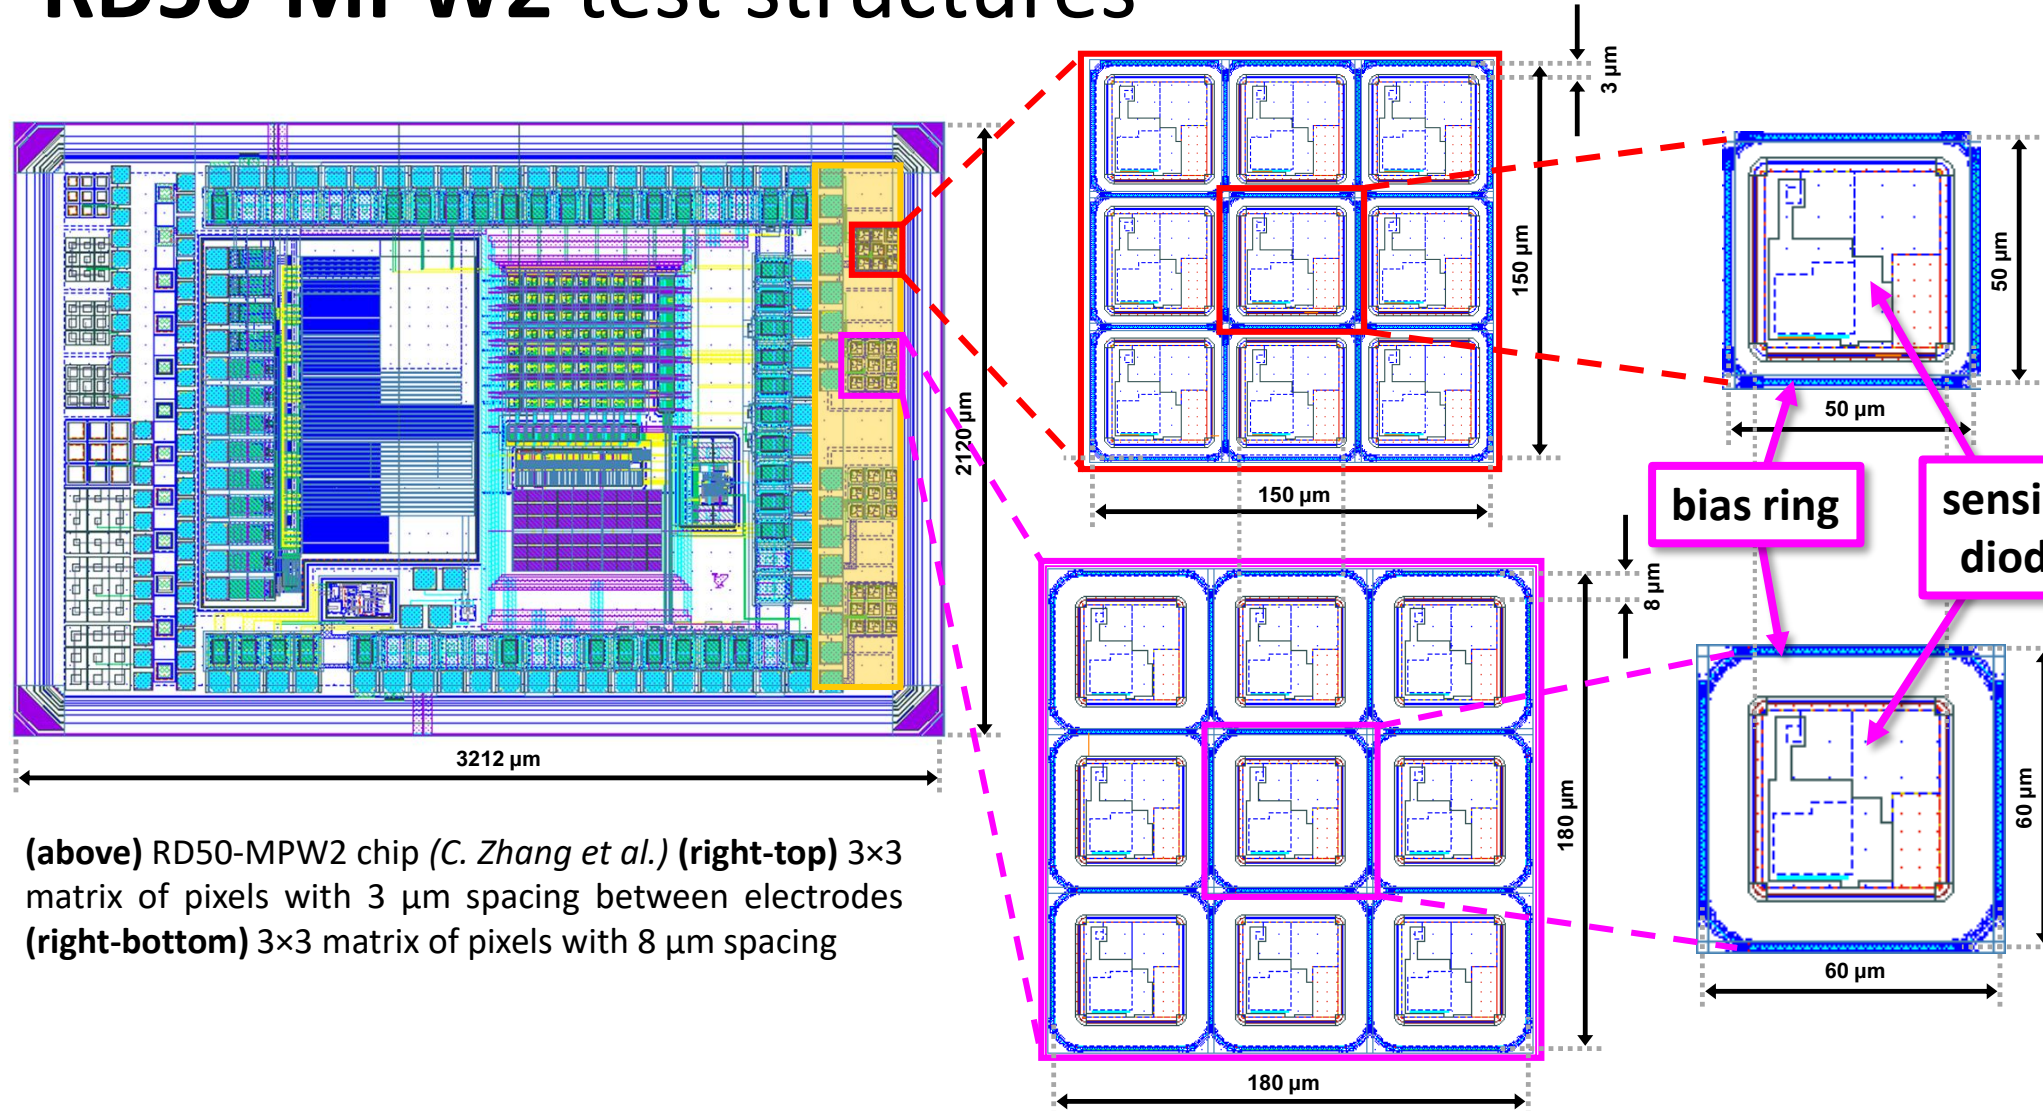 RD50-MPW2 test structures
3 µm
150 µm
150 µm
50 µm
50 µm
2120 µm
3212 µm
bias ring
8 µm
180 µm
180 µm
60 µm
60 µm
(above) RD50-MPW2 chip (C. Zhang et al.) (right-top) 3×3
matrix of pixels with 3 µm spacing between electrodes
(right-bottom) 3×3 matrix of pixels with 8 µm spacing